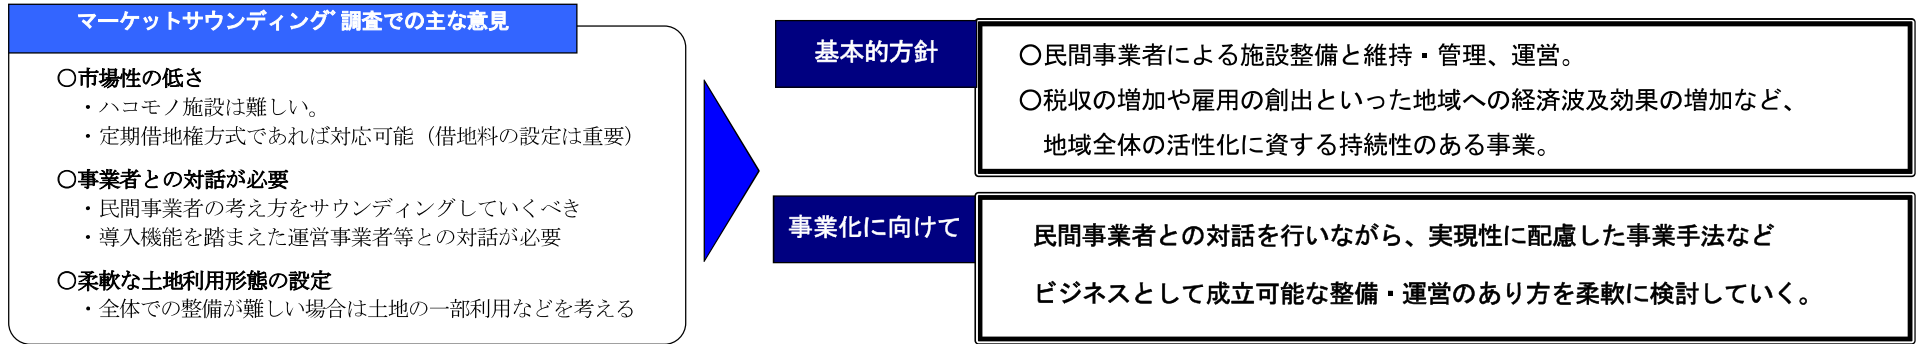 マーケットサウンディング調査での主な意見
○市場性の低さ
・ハコモノ施設は難しい。
・定期借地権方式であれば対応可能（借地料の設定は重要）
○事業者との対話が必要
・民間事業者の考え方をサウンディングしていくべき
・導入機能を踏まえた運営事業者等との対話が必要
○柔軟な土地利用形態の設定
・全体での整備が難しい場合は土地の一部利用などを考える
基本的方針
○民間事業者による施設整備と維持・管理、運営。
○税収の増加や雇用の創出といった地域への経済波及効果の増加など、
地域全体の活性化に資する持続性のある事業。
事業化に向けて
民間事業者との対話を行いながら、実現性に配慮した事業手法など
ビジネスとして成立可能な整備・運営のあり方を柔軟に検討していく。